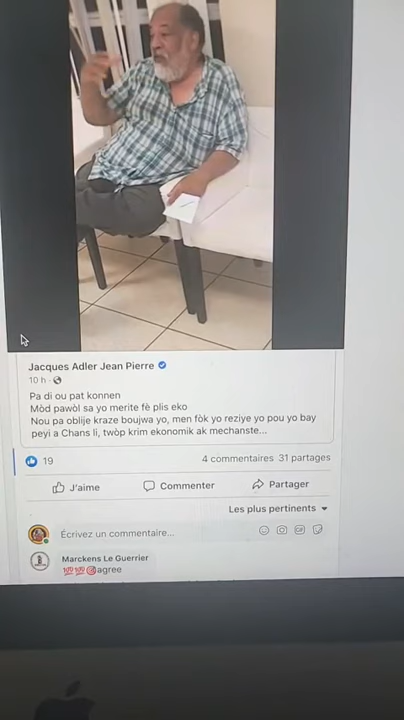 Jacques Adler Jean Pierre
10 h
Pa di ou pat konnen
Mòd pawòl sa yo merite fè plis eko
Nou pa oblije kraze boujwa yo, men fòk yo reziye yo pou yo bay
peyi a Chans li, twòp krim ekonomik ak mechanste...
19
4 commentaires 31 partages
J'aime
Commenter
Partager
Les plus pertinents
Écrivez un commentaire...
GIF
Marckens Le Guerrier
💯💯🎯agree